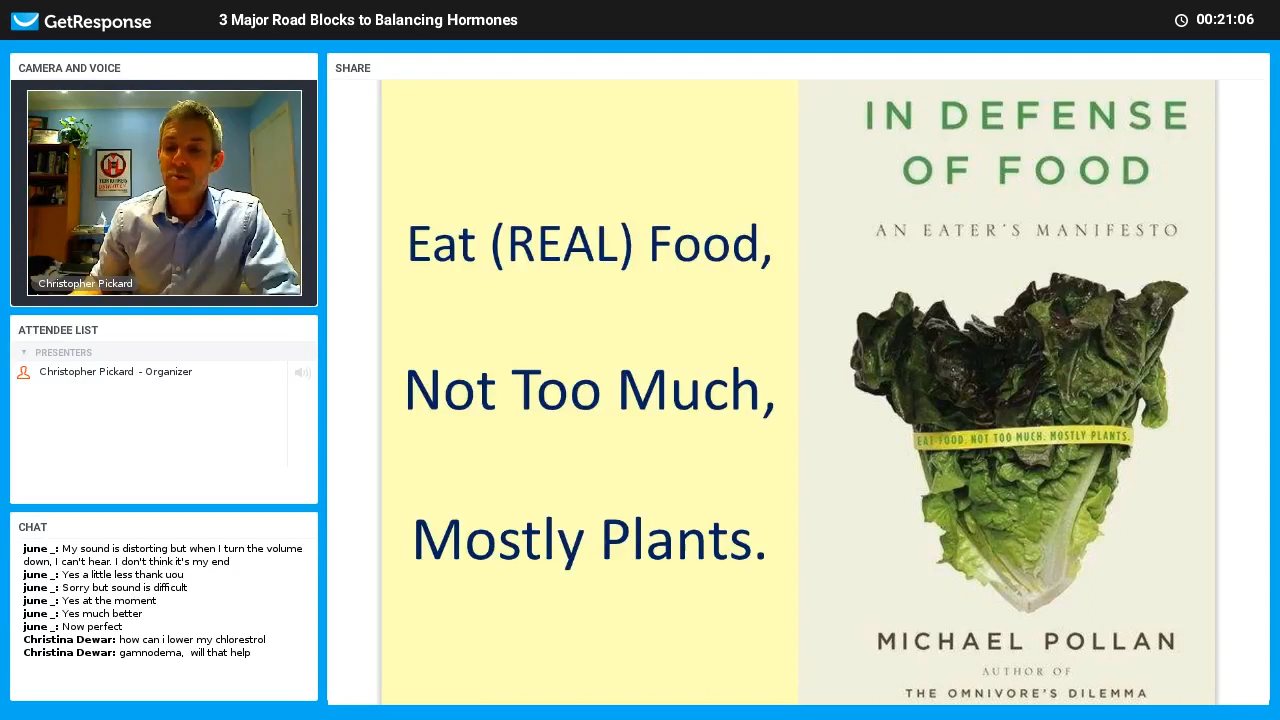 GetResponse
3 Major Road Blocks to Balancing Hormones
00:21:06
CAMERA AND VOICE
Christopher Pickard
ATTENDEE LIST
PRESENTERS
Christopher Pickard - Organizer
CHAT
june _: My sound is distorting but when I turn the volume
down, I can't hear. I don't think it's my end
june _: Yes a little less thank uou
june _: Sorry but sound is difficult
june _: Yes at the moment
june _: Yes much better
june _: Now perfect
Christina Dewar: how can i lower my chlorestrol
Christina Dewar: gamnodema, will that help
SHARE
Eat (REAL) Food,
Not Too Much,
Mostly Plants.
IN DEFENSE
OF FOOD
AN EATER'S MANIFESTO
EAT FOOD. NOT TOO MUCH. MOSTLY PLANTS.
MICHAEL POLLAN
AUTHOR OF
THE OMNIVORE'S DILEMMA